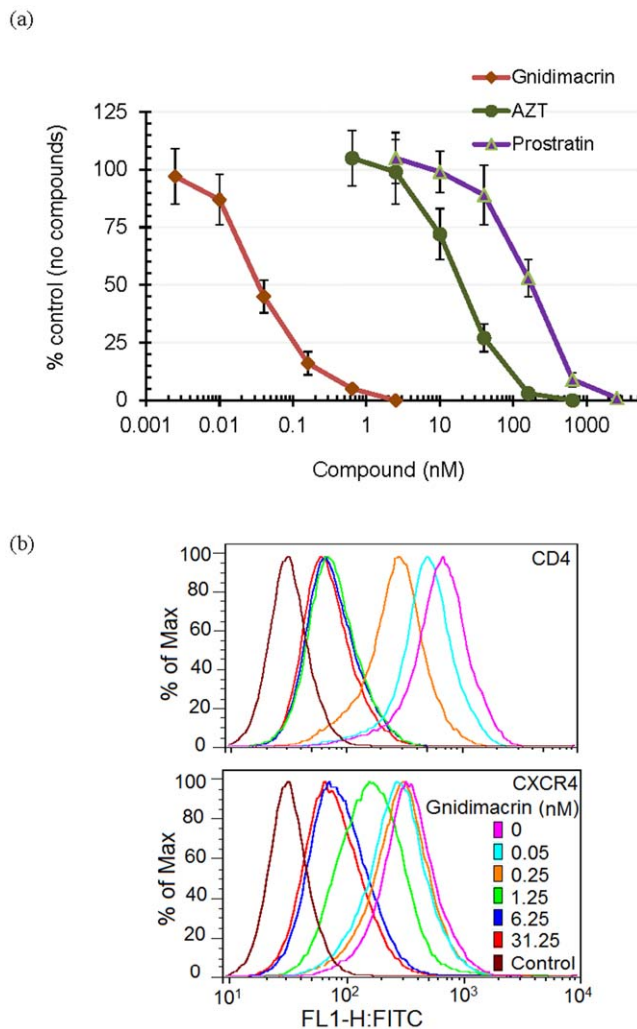 (a)
Gnidimacrin
AZT
Prostratin
% control (no compounds)
125
100
75
50
25
0
0.001 0.01 0.1 1 10 100 1000
Compound (nM)
(b)
CD4
% of Max
100
80
60
40
20
0
CXCR4
Gnidimacrin (nM)
0
0.05
0.25
1.25
6.25
31.25
Control
% of Max
100
80
60
40
20
0
10¹ 10² 10³ 10⁴
FL1-H:FITC